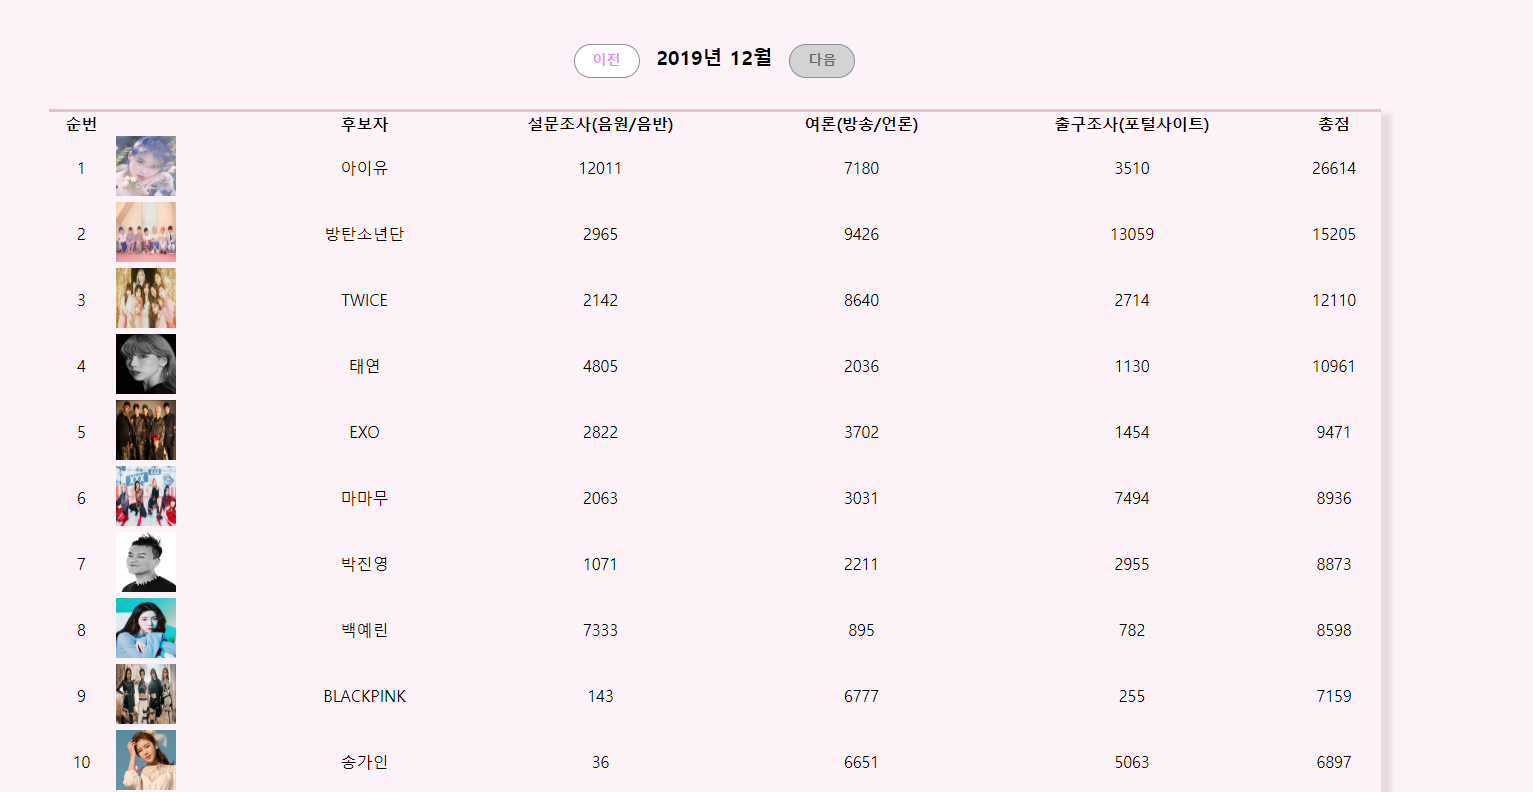 이전 2019년 12월 다음
순번 후보자 설문조사(음원/음반) 여론(방송/언론) 출구조사(포털사이트) 총점
1 아이유 12011 7180 3510 26614
2 방탄소년단 2965 9426 13059 15205
3 TWICE 2142 8640 2714 12110
4 태연 4805 2036 1130 10961
5 EXO 2822 3702 1454 9471
6 마마무 2063 3031 7494 8936
7 박진영 1071 2211 2955 8873
8 백예린 7333 895 782 8598
9 BLACKPINK 143 6777 255 7159
10 송가인 36 6651 5063 6897